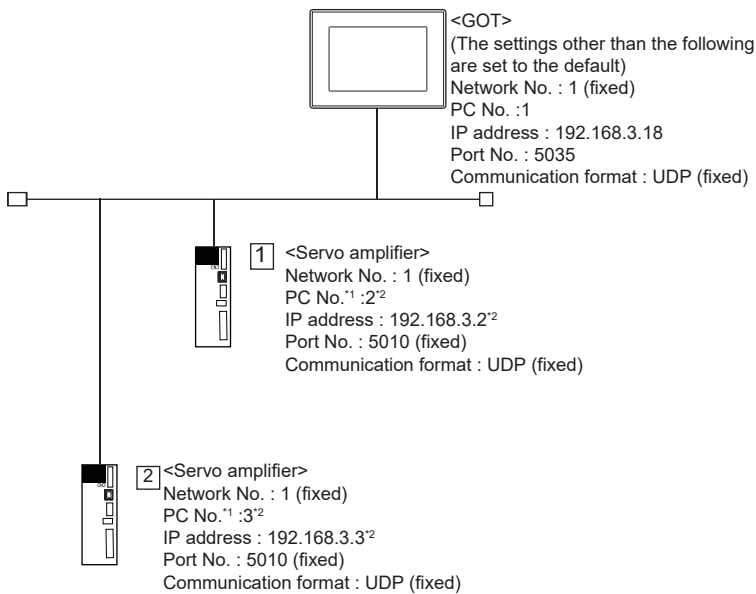 <GOT>
(The settings other than the following
are set to the default)
Network No. : 1 (fixed)
PC No. :1
IP address : 192.168.3.18
Port No. : 5035
Communication format : UDP (fixed)
1
<Servo amplifier>
Network No. : 1 (fixed)
PC No.*1 :2*2
IP address : 192.168.3.2*2
Port No. : 5010 (fixed)
Communication format : UDP (fixed)
2
<Servo amplifier>
Network No. : 1 (fixed)
PC No.*1 :3*2
IP address : 192.168.3.3*2
Port No. : 5010 (fixed)
Communication format : UDP (fixed)